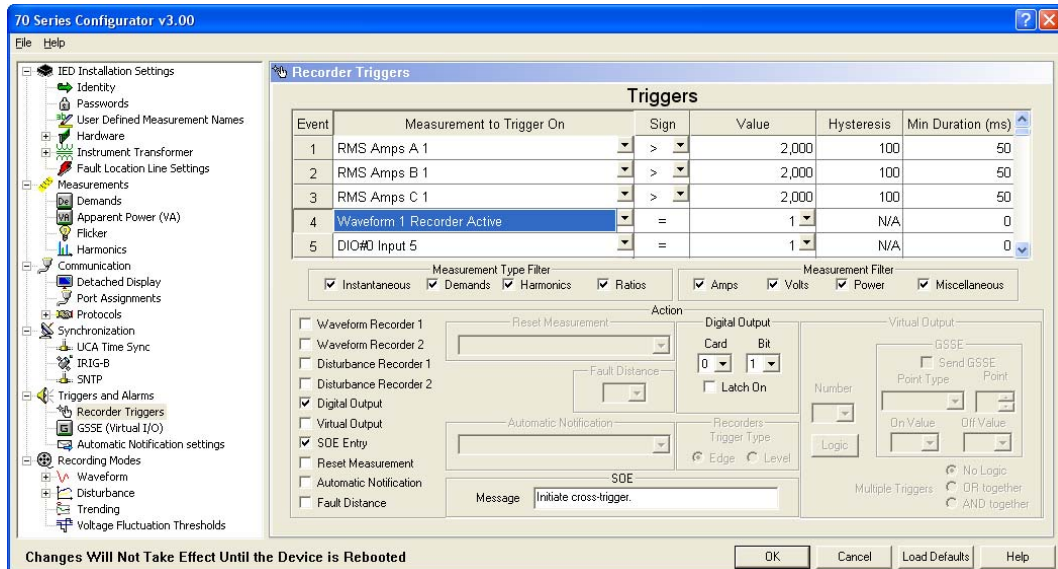 70 Series Configurator v3.00
File Help
IED Installation Settings
Identity
Passwords
User Defined Measurement Names
Hardware
Instrument Transformer
Fault Location Line Settings
Measurements
De Demands
VA Apparent Power (VA)
Flicker
Harmonics
Communication
Detached Display
Port Assignments
Protocols
Synchronization
UCA Time Sync
IRIG-B
SNTP
Triggers and Alarms
Recorder Triggers
G GSSE (Virtual I/O)
Automatic Notification settings
Recording Modes
Waveform
Disturbance
Trending
Voltage Fluctuation Thresholds
Recorder Triggers
Triggers
Event Measurement to Trigger On Sign Value Hysteresis Min Duration (ms)
1 RMS Amps A 1 > 2,000 100 50
2 RMS Amps B 1 > 2,000 100 50
3 RMS Amps C 1 > 2,000 100 50
4 Waveform 1 Recorder Active = 1 N/A 0
5 DIO#0 Input 5 = 1 N/A 0
Measurement Type Filter
Instantaneous Demands Harmonics Ratios
Measurement Filter
Amps Volts Power Miscellaneous
Action
Waveform Recorder 1
Waveform Recorder 2
Disturbance Recorder 1
Disturbance Recorder 2
Digital Output
Virtual Output
SOE Entry
Reset Measurement
Automatic Notification
Fault Distance
Reset Measurement
Fault Distance
Automatic Notification
Digital Output
Card Bit
0 1
Latch On
Recorders
Trigger Type
Edge Level
SOE
Message Initiate cross-trigger.
Virtual Output
Number
Logic
GSSE
Send GSSE
Point Type Point
On Value Off Value
Multiple Triggers
No Logic
OR together
AND together
Changes Will Not Take Effect Until the Device is Rebooted
OK Cancel Load Defaults Help